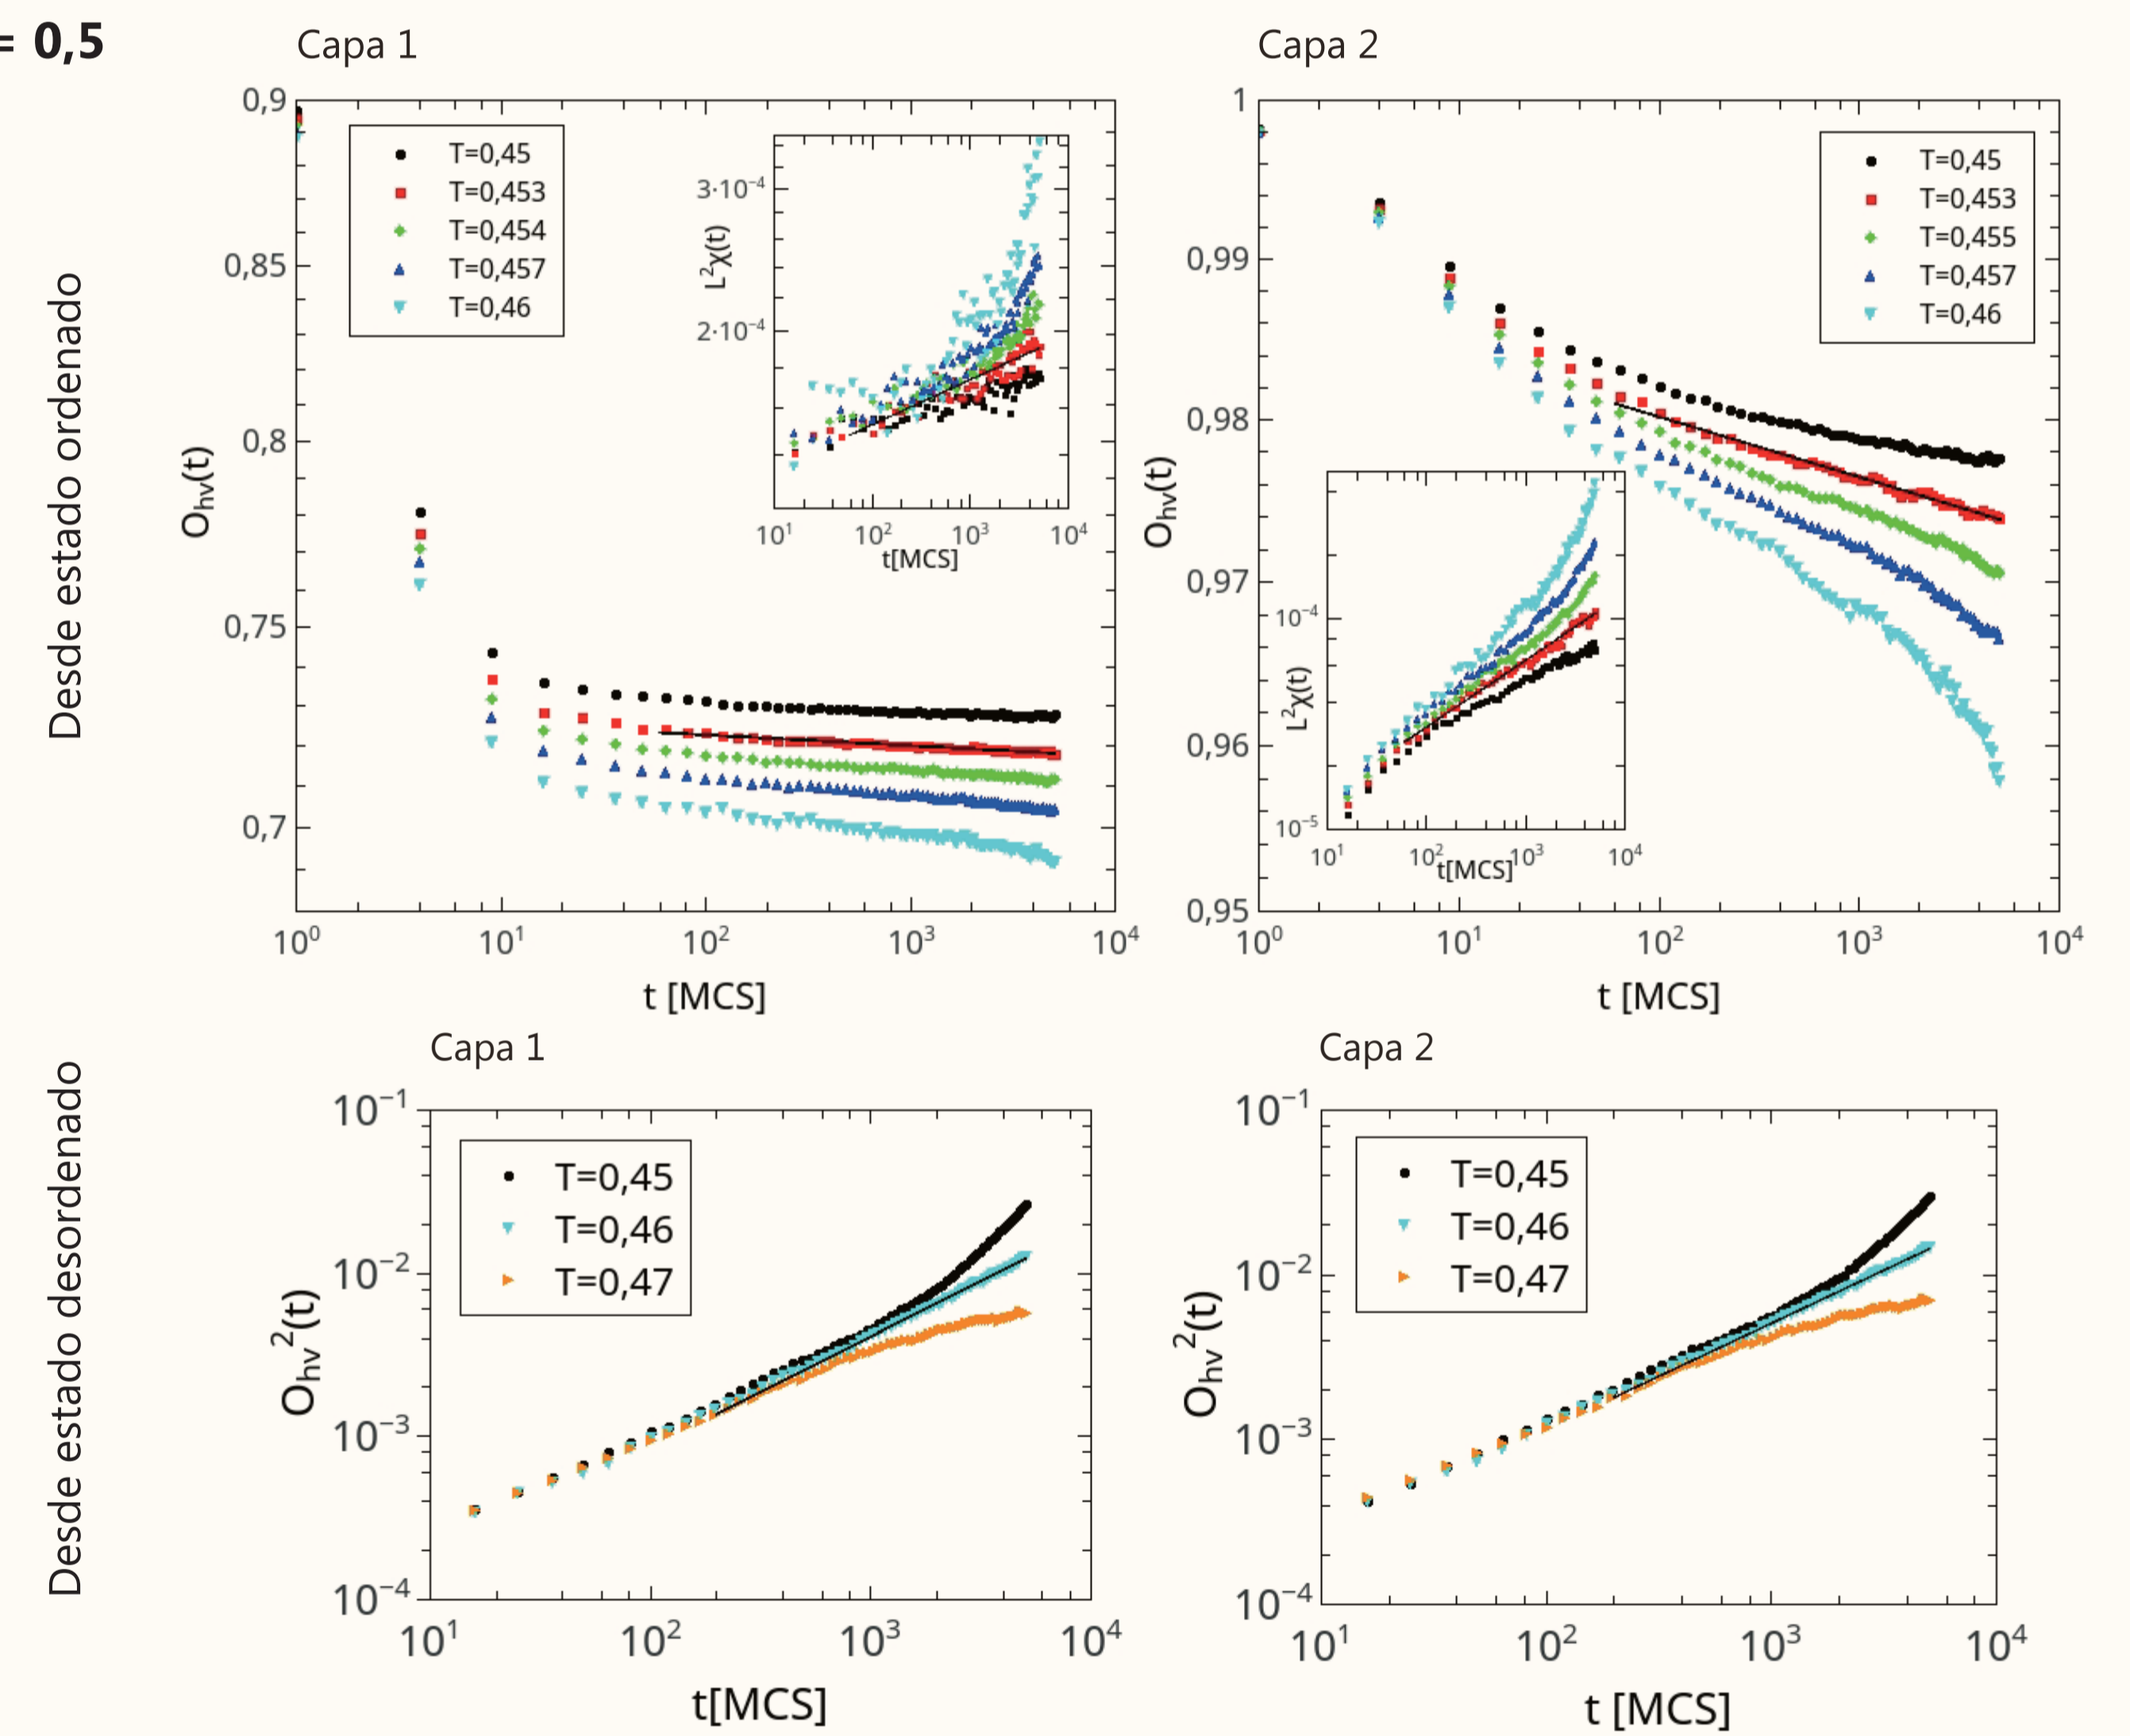 = 0,5
Capa 1
Capa 2
Desde estado ordenado
O_hv(t)
0,9
0,85
0,8
0,75
0,7
T=0,45
T=0,453
T=0,454
T=0,457
T=0,46
L²χ(t)
3·10⁻⁴
2·10⁻⁴
10¹
10²
10³
10⁴
t[MCS]
10⁰
10¹
10²
10³
10⁴
t [MCS]
O_hv(t)
1
0,99
0,98
0,97
0,96
0,95
T=0,45
T=0,453
T=0,455
T=0,457
T=0,46
L²χ(t)
10⁻⁴
10⁻⁵
10¹
10²
10³
10⁴
t[MCS]
10⁰
10¹
10²
10³
10⁴
t [MCS]
Desde estado desordenado
Capa 1
O_hv²(t)
10⁻¹
10⁻²
10⁻³
10⁻⁴
T=0,45
T=0,46
T=0,47
10¹
10²
10³
10⁴
t[MCS]
Capa 2
O_hv²(t)
10⁻¹
10⁻²
10⁻³
10⁻⁴
T=0,45
T=0,46
T=0,47
10¹
10²
10³
10⁴
t [MCS]